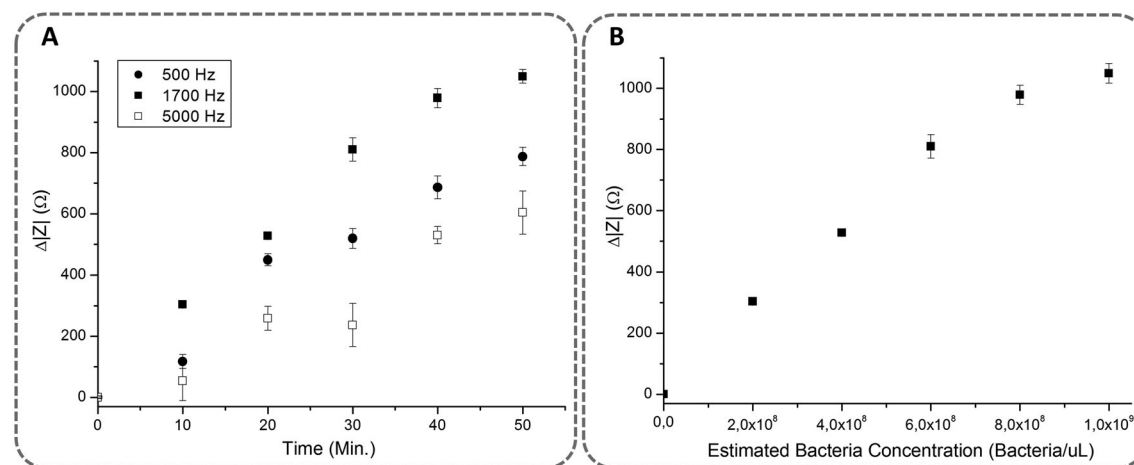 A
500 Hz
1700 Hz
5000 Hz
1000
800
600
400
200
0
Δ|Z| (Ω)
0 10 20 30 40 50
Time (Min.)
B
1000
800
600
400
200
0
Δ|Z| (Ω)
0,0 2,0x10⁸ 4,0x10⁸ 6,0x10⁸ 8,0x10⁸ 1,0x10⁹
Estimated Bacteria Concentration (Bacteria/uL)